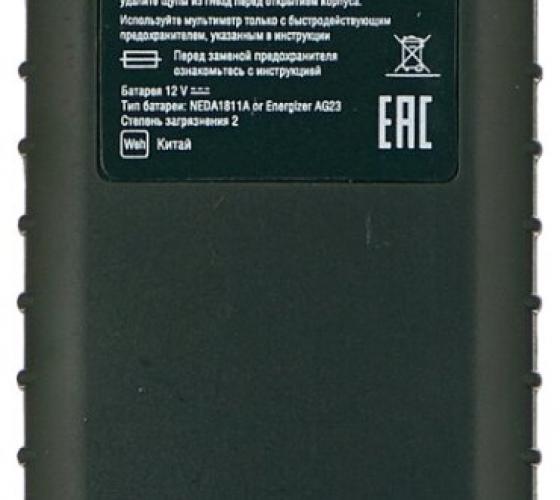 удалите щупы из гнезд перед открытием корпуса.
Используйте мультиметр только с быстродействующим
предохранителем, указанным в инструкции
Перед заменой предохранителя
ознакомьтесь с инструкцией
Батарея 12 V
Тип батареи: NEDA1811A or Energizer AG23
Степень загрязнения 2
EAC
Weh Китай